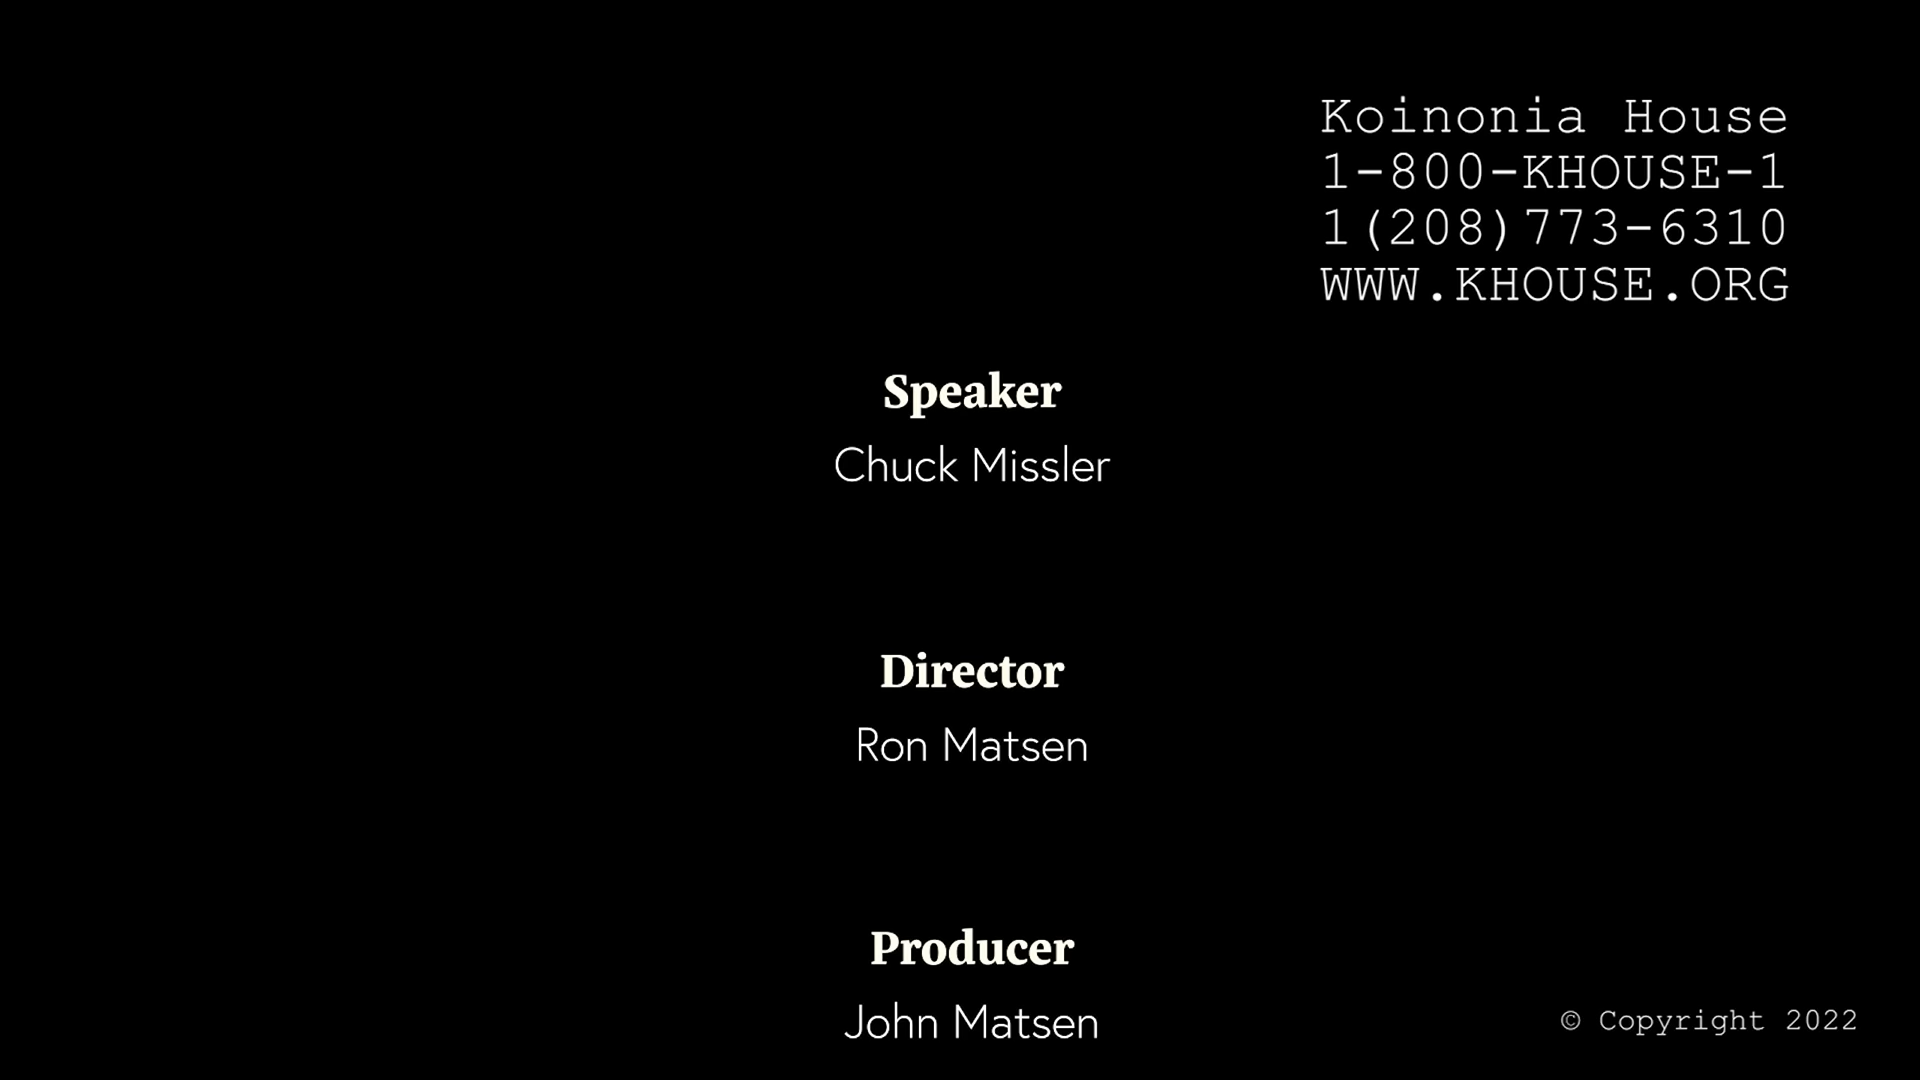 Koinonia House
1-800-KHOUSE-1
1(208)773-6310
WWW.KHOUSE.ORG
Speaker
Chuck Missler
Director
Ron Matsen
Producer
John Matsen
© Copyright 2022